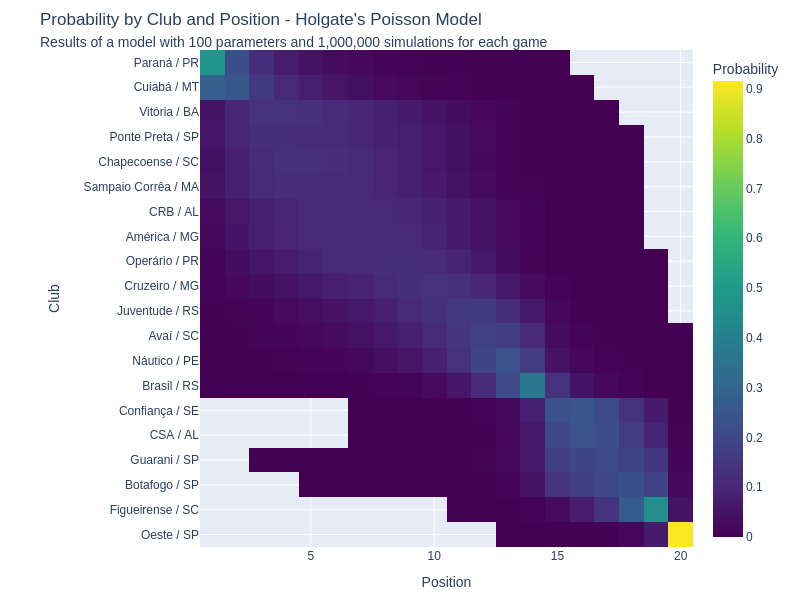 Probability by Club and Position - Holgate's Poisson Model
Results of a model with 100 parameters and 1,000,000 simulations for each game
Probability
Paraná / PR
Cuiabá / MT
Vitória / BA
Ponte Preta / SP
Chapecoense / SC
Sampaio Corrêa / MA
CRB / AL
América / MG
Operário / PR
Cruzeiro / MG
Juventude / RS
Avaí / SC
Náutico / PE
Brasil / RS
Confiança / SE
CSA / AL
Guarani / SP
Botafogo / SP
Figueirense / SC
Oeste / SP
Club
5
10
15
20
Position
0.9
0.8
0.7
0.6
0.5
0.4
0.3
0.2
0.1
0